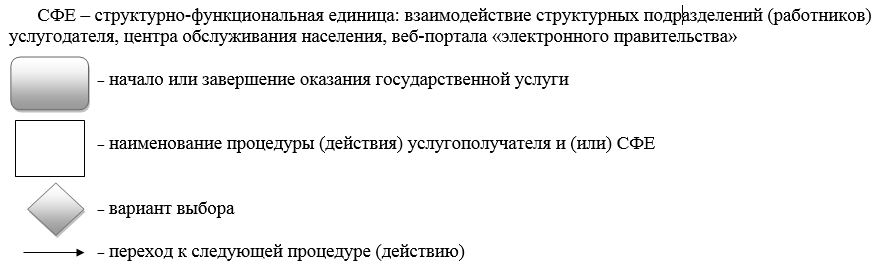 СФЕ – структурно-функциональная единица: взаимодействие структурных подразделений (работников)
услугодателя, центра обслуживания населения, веб-портала «электронного правительства»
– начало или завершение оказания государственной услуги
– наименование процедуры (действия) услугополучателя и (или) СФЕ
– вариант выбора
– переход к следующей процедуре (действию)